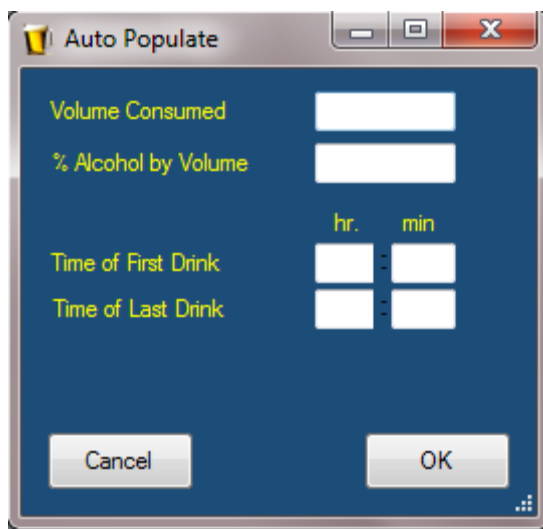 Auto Populate
Volume Consumed
% Alcohol by Volume
hr. min
Time of First Drink :
Time of Last Drink :
Cancel OK